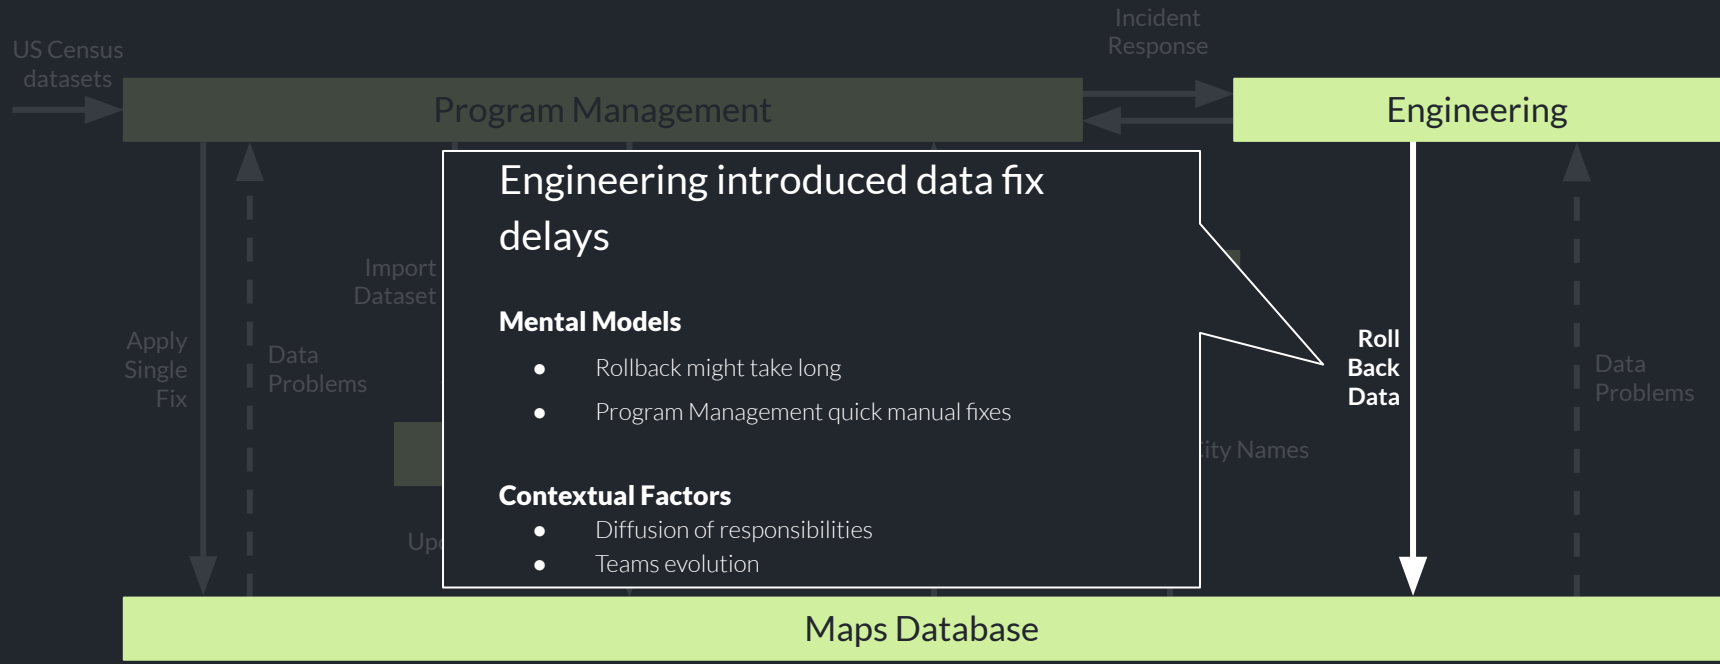 Incident
Response
US Census
datasets
Program Management
Engineering
Engineering introduced data fix
delays
Import
Dataset
Mental Models
Apply
Single
Fix
Data
Problems
Rollback might take long
Program Management quick manual fixes
Roll
Back
Data
Data
Problems
ity Names
Contextual Factors
Diffusion of responsibilities
Teams evolution
Maps Database